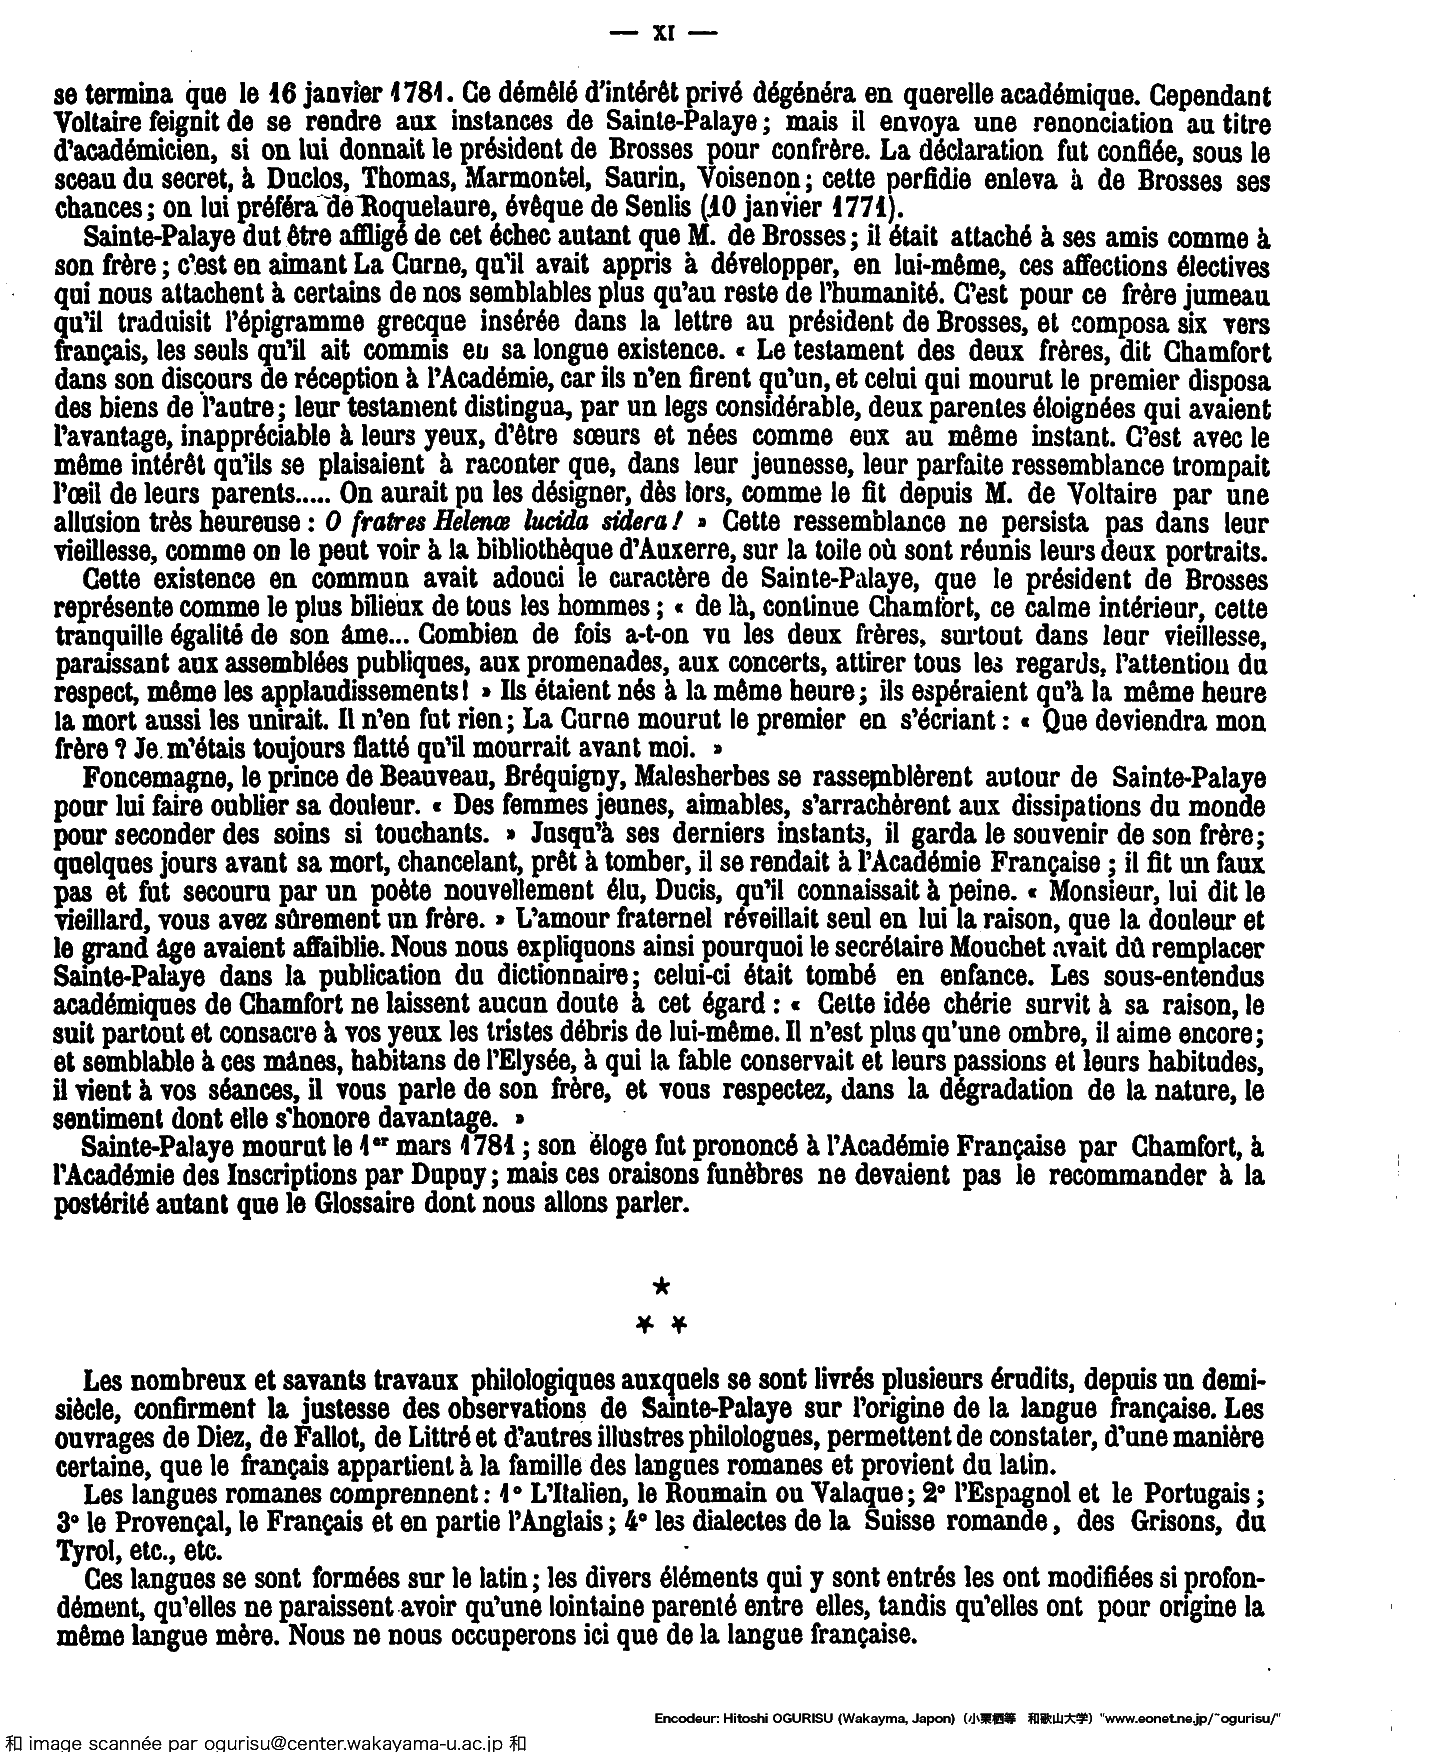 — XI —
se termina que le 16 janvier 1781. Ce démêlé d'intérêt privé dégénéra en querelle académique. Cependant
Voltaire feignit de se rendre aux instances de Sainte-Palaye; mais il envoya une renonciation au titre
d'académicien, si on lui donnait le président de Brosses pour confrère. La déclaration fut confiée, sous le
sceau du secret, à Duclos, Thomas, Marmontel, Saurin, Voisenon; cette perfidie enleva à de Brosses ses
chances; on lui préféra de Roquelaure, évêque de Senlis (10 janvier 1771).
Sainte-Palaye dut être affligé de cet échec autant que M. de Brosses; il était attaché à ses amis comme à
son frère; c'est en aimant La Curne, qu'il avait appris à développer, en lui-même, ces affections électives
qui nous attachent à certains de nos semblables plus qu'au reste de l'humanité. C'est pour ce frère jumeau
qu'il traduisit l'épigramme grecque insérée dans la lettre au président de Brosses, et composa six vers
français, les seuls qu'il ait commis en sa longue existence. « Le testament des deux frères, dit Chamfort
dans son discours de réception à l'Académie, car ils n'en firent qu'un, et celui qui mourut le premier disposa
des biens de l'autre; leur testament distingua, par un legs considérable, deux parentes éloignées qui avaient
l'avantage, inappréciable à leurs yeux, d'être sœurs et nées comme eux au même instant. C'est avec le
même intérêt qu'ils se plaisaient à raconter que, dans leur jeunesse, leur parfaite ressemblance trompait
l'œil de leurs parents..... On aurait pu les désigner, dès lors, comme le fit depuis M. de Voltaire par une
allusion très heureuse : O fratres Helenœ lucida sidera! » Cette ressemblance ne persista pas dans leur
vieillesse, comme on le peut voir à la bibliothèque d'Auxerre, sur la toile où sont réunis leurs deux portraits.
Cette existence en commun avait adouci le caractère de Sainte-Palaye, que le président de Brosses
représente comme le plus bilieux de tous les hommes; « de là, continue Chamfort, ce calme intérieur, cette
tranquille égalité de son âme... Combien de fois a-t-on vu les deux frères, surtout dans leur vieillesse,
paraissant aux assemblées publiques, aux promenades, aux concerts, attirer tous les regards, l'attention du
respect, même les applaudissements! » Ils étaient nés à la même heure; ils espéraient qu'à la même heure
la mort aussi les unirait. Il n'en fut rien; La Curne mourut le premier en s'écriant : « Que deviendra mon
frère ? Je m'étais toujours flatté qu'il mourrait avant moi. »
Foncemagne, le prince de Beauveau, Bréquigny, Malesherbes se rassemblèrent autour de Sainte-Palaye
pour lui faire oublier sa douleur. « Des femmes jeunes, aimables, s'arrachèrent aux dissipations du monde
pour seconder des soins si touchants. » Jusqu'à ses derniers instants, il garda le souvenir de son frère;
quelques jours avant sa mort, chancelant, prêt à tomber, il se rendait à l'Académie Française ; il fit un faux
pas et fut secouru par un poète nouvellement élu, Ducis, qu'il connaissait à peine. « Monsieur, lui dit le
vieillard, vous avez sûrement un frère. » L'amour fraternel réveillait seul en lui la raison, que la douleur et
le grand âge avaient affaiblie. Nous nous expliquons ainsi pourquoi le secrétaire Mouchet avait dû remplacer
Sainte-Palaye dans la publication du dictionnaire; celui-ci était tombé en enfance. Les sous-entendus
académiques de Chamfort ne laissent aucun doute à cet égard : « Cette idée chérie survit à sa raison, le
suit partout et consacre à vos yeux les tristes débris de lui-même. Il n'est plus qu'une ombre, il aime encore;
et semblable à ces mânes, habitans de l'Elysée, à qui la fable conservait et leurs passions et leurs habitudes,
il vient à vos séances, il vous parle de son frère, et vous respectez, dans la dégradation de la nature, le
sentiment dont elle s'honore davantage. »
Sainte-Palaye mourut le 1er mars 1781 ; son éloge fut prononcé à l'Académie Française par Chamfort, à
l'Académie des Inscriptions par Dupuy; mais ces oraisons funèbres ne devaient pas le recommander à la
postérité autant que le Glossaire dont nous allons parler.
*
* *
Les nombreux et savants travaux philologiques auxquels se sont livrés plusieurs érudits, depuis un demi-
siècle, confirment la justesse des observations de Sainte-Palaye sur l'origine de la langue française. Les
ouvrages de Diez, de Fallot, de Littré et d'autres illustres philologues, permettent de constater, d'une manière
certaine, que le français appartient à la famille des langues romanes et provient du latin.
Les langues romanes comprennent : 1° L'Italien, le Roumain ou Valaque; 2° l'Espagnol et le Portugais;
3° le Provençal, le Français et en partie l'Anglais; 4° les dialectes de la Suisse romande, des Grisons, du
Tyrol, etc., etc.
Ces langues se sont formées sur le latin; les divers éléments qui y sont entrés les ont modifiées si profon-
dément, qu'elles ne paraissent avoir qu'une lointaine parenté entre elles, tandis qu'elles ont pour origine la
même langue mère. Nous ne nous occuperons ici que de la langue française.
Encodeur: Hitoshi OGURISU (Wakayma, Japon) (小栗栖等 和歌山大学) "www.eonet.ne.jp/~ogurisu/"
和 image scannée par ogurisu@center.wakayama-u.ac.jp 和